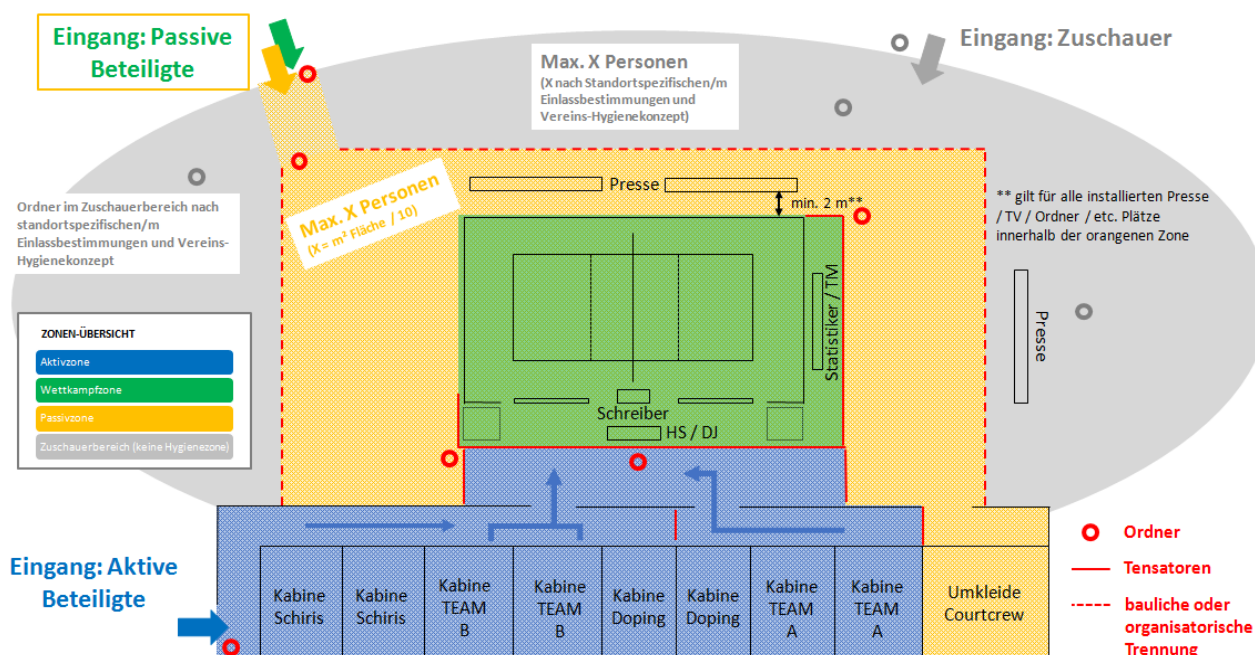 Eingang: Passive
Beteiligte
Eingang: Zuschauer
Max. X Personen
(X nach Standortspezifischen/m
Einlassbestimmungen und
Vereins-Hygienekonzept)
Ordner im Zuschauerbereich nach
standortspezifischen/m
Einlassbestimmungen und Vereins-
Hygienekonzept
Max. X Personen
(X = m² Fläche / 10)
Presse
min. 2 m**
** gilt für alle installierten Presse
/ TV / Ordner / etc. Plätze
innerhalb der orangenen Zone
Statistiker / TM
Presse
Schreiber
HS / DJ
ZONEN-ÜBERSICHT
Aktivzone
Wettkampfzone
Passivzone
Zuschauerbereich (keine Hygienezone)
Eingang: Aktive
Beteiligte
Kabine
Schiris
Kabine
Schiris
Kabine
TEAM
B
Kabine
TEAM
B
Kabine
Doping
Kabine
Doping
Kabine
TEAM
A
Kabine
TEAM
A
Umkleide
Courtcrew
Ordner
Tensatoren
bauliche oder
organisatorische
Trennung